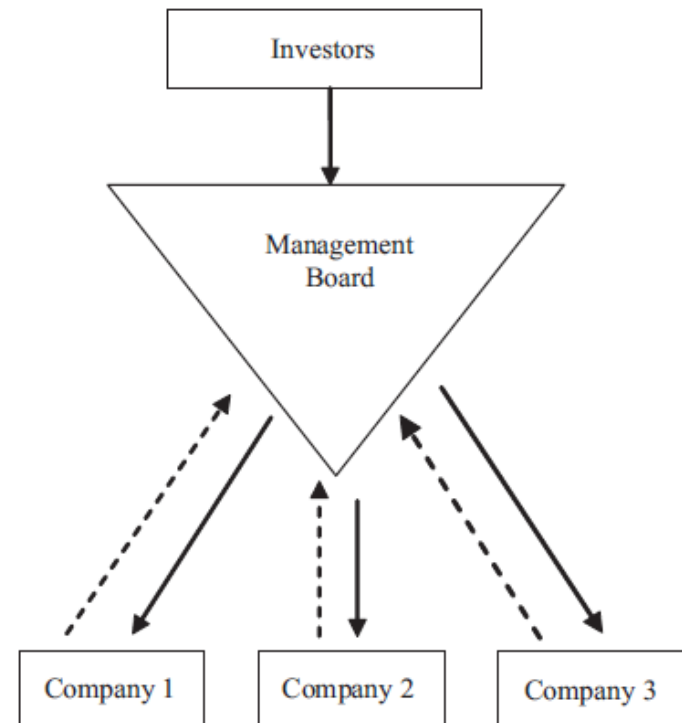 Investors
Management
Board
Company 1
Company 2
Company 3